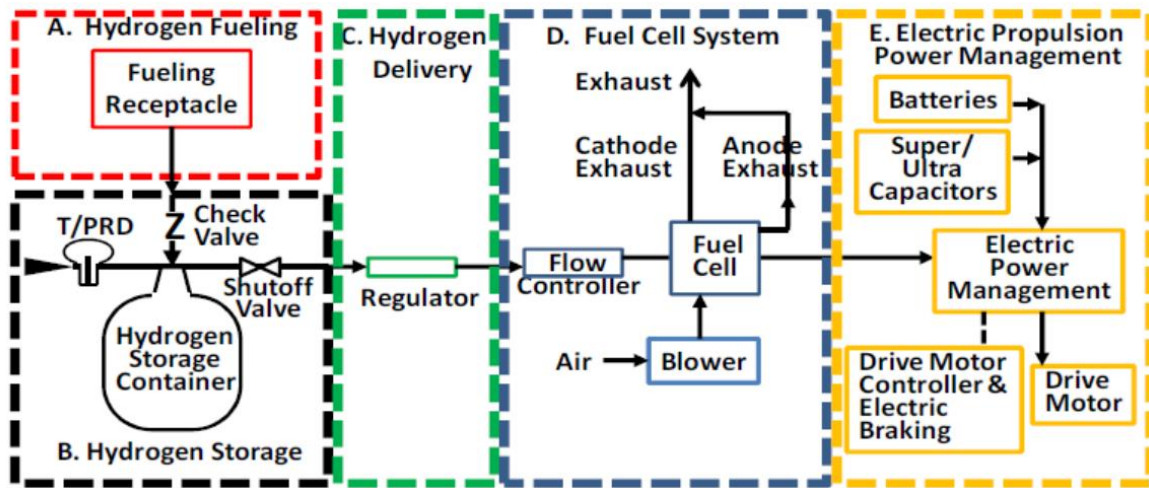 A. Hydrogen Fueling
Fueling
Receptacle
T/PRD
Z
Check
Valve
Shutoff
Valve
Hydrogen
Storage
Container
B. Hydrogen Storage
C. Hydrogen
Delivery
Regulator
D. Fuel Cell System
Exhaust
Cathode
Exhaust
Anode
Exhaust
Flow
Controller
Fuel
Cell
Air
Blower
E. Electric Propulsion
Power Management
Batteries
Super/
Ultra
Capacitors
Electric
Power
Management
Drive Motor
Controller &
Electric
Braking
Drive
Motor